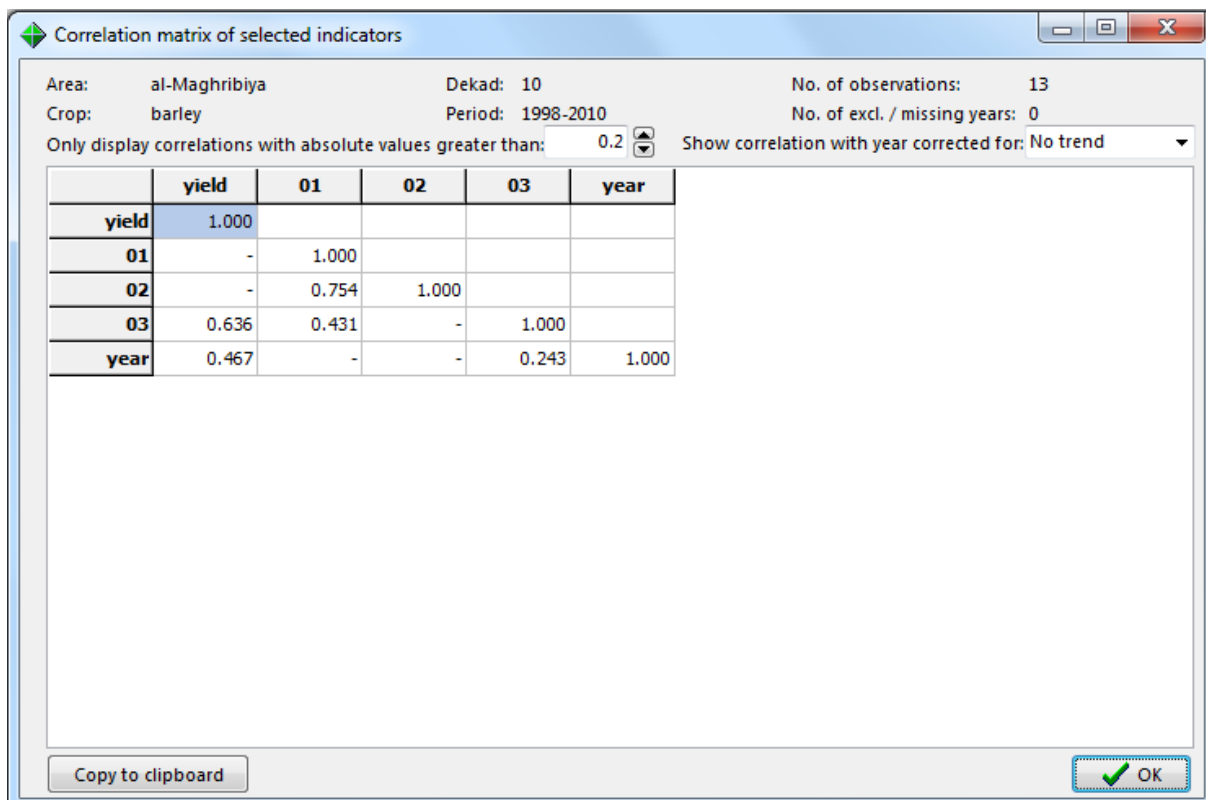 Correlation matrix of selected indicators
Area: al-Maghribiya Dekad: 10 No. of observations: 13
Crop: barley Period: 1998-2010 No. of excl. / missing years: 0
Only display correlations with absolute values greater than: 0.2 Show correlation with year corrected for: No trend
yield 01 02 03 year
yield 1.000
01 - 1.000
02 - 0.754 1.000
03 0.636 0.431 - 1.000
year 0.467 - - 0.243 1.000
Copy to clipboard OK